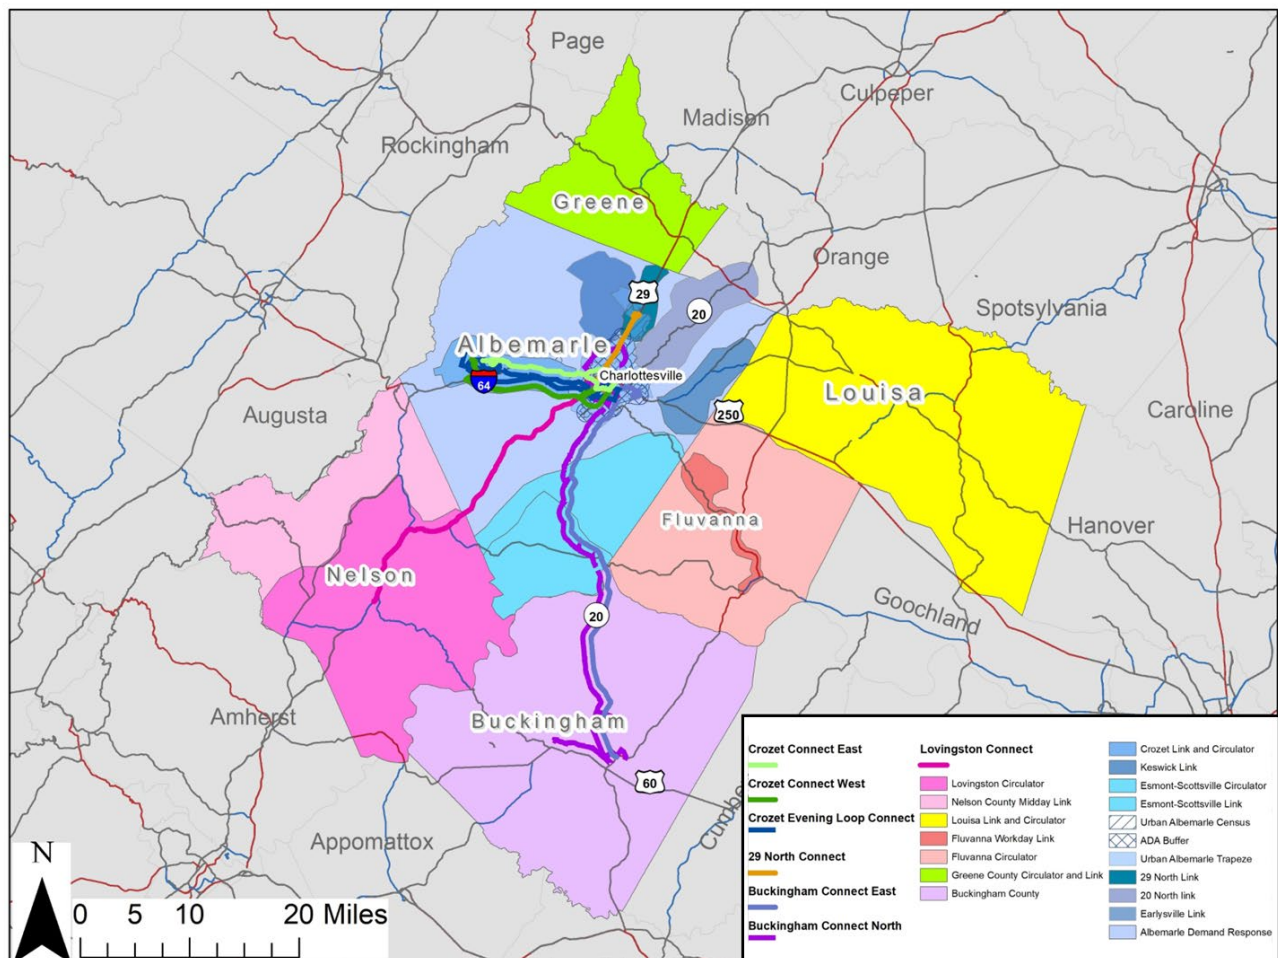 Page
Culpeper
Madison
Rockingham
Greene
Orange
29
20
Spotsylvania
Albemarle
Charlottesville
64
Louisa
Augusta
250
Caroline
Fluvanna
Hanover
Nelson
Goochland
20
Amherst
Buckingham
60
Appomattox
N
0 5 10 20 Miles
Crozet Connect East
Crozet Connect West
Crozet Evening Loop Connect
29 North Connect
Buckingham Connect East
Buckingham Connect North
Lovingston Connect
Lovingston Circulator
Nelson County Midday Link
Louisa Link and Circulator
Fluvanna Workday Link
Fluvanna Circulator
Greene County Circulator and Link
Buckingham County
Crozet Link and Circulator
Keswick Link
Esmont-Scottsville Circulator
Esmont-Scottsville Link
Urban Albemarle Census
ADA Buffer
Urban Albemarle Trapeze
29 North Link
20 North link
Earlysville Link
Albemarle Demand Response